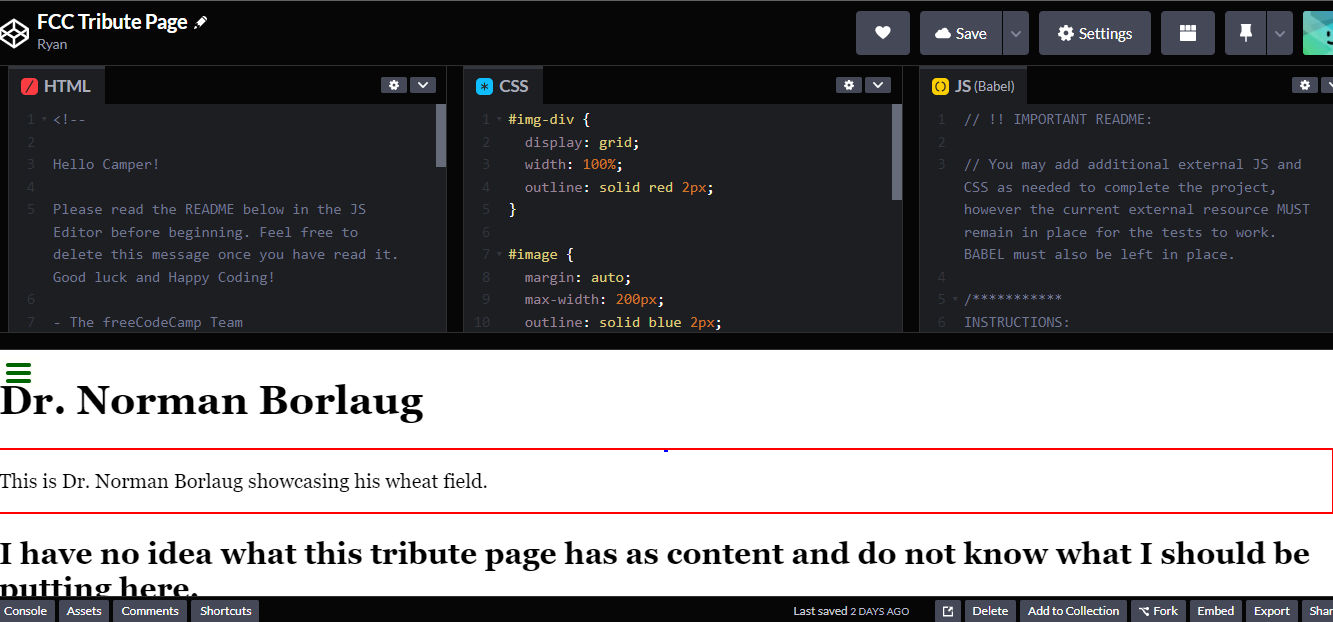 FCC Tribute Page
Ryan
Save
Settings
HTML
1 <!--
2
3 Hello Camper!
4
5 Please read the README below in the JS
Editor before beginning. Feel free to
delete this message once you have read it.
Good luck and Happy Coding!
6
7 - The freeCodeCamp Team
CSS
1 #img-div {
2 display: grid;
3 width: 100%;
4 outline: solid red 2px;
5 }
6
7 #image {
8 margin: auto;
9 max-width: 200px;
10 outline: solid blue 2px;
JS (Babel)
1 // !! IMPORTANT README:
2
3 // You may add additional external JS and
CSS as needed to complete the project,
however the current external resource MUST
remain in place for the tests to work.
BABEL must also be left in place.
4
5 /***********
6 INSTRUCTIONS:
Dr. Norman Borlaug
This is Dr. Norman Borlaug showcasing his wheat field.
I have no idea what this tribute page has as content and do not know what I should be
putting here.
Console Assets Comments Shortcuts Last saved 2 DAYS AGO Delete Add to Collection Fork Embed Export Shar